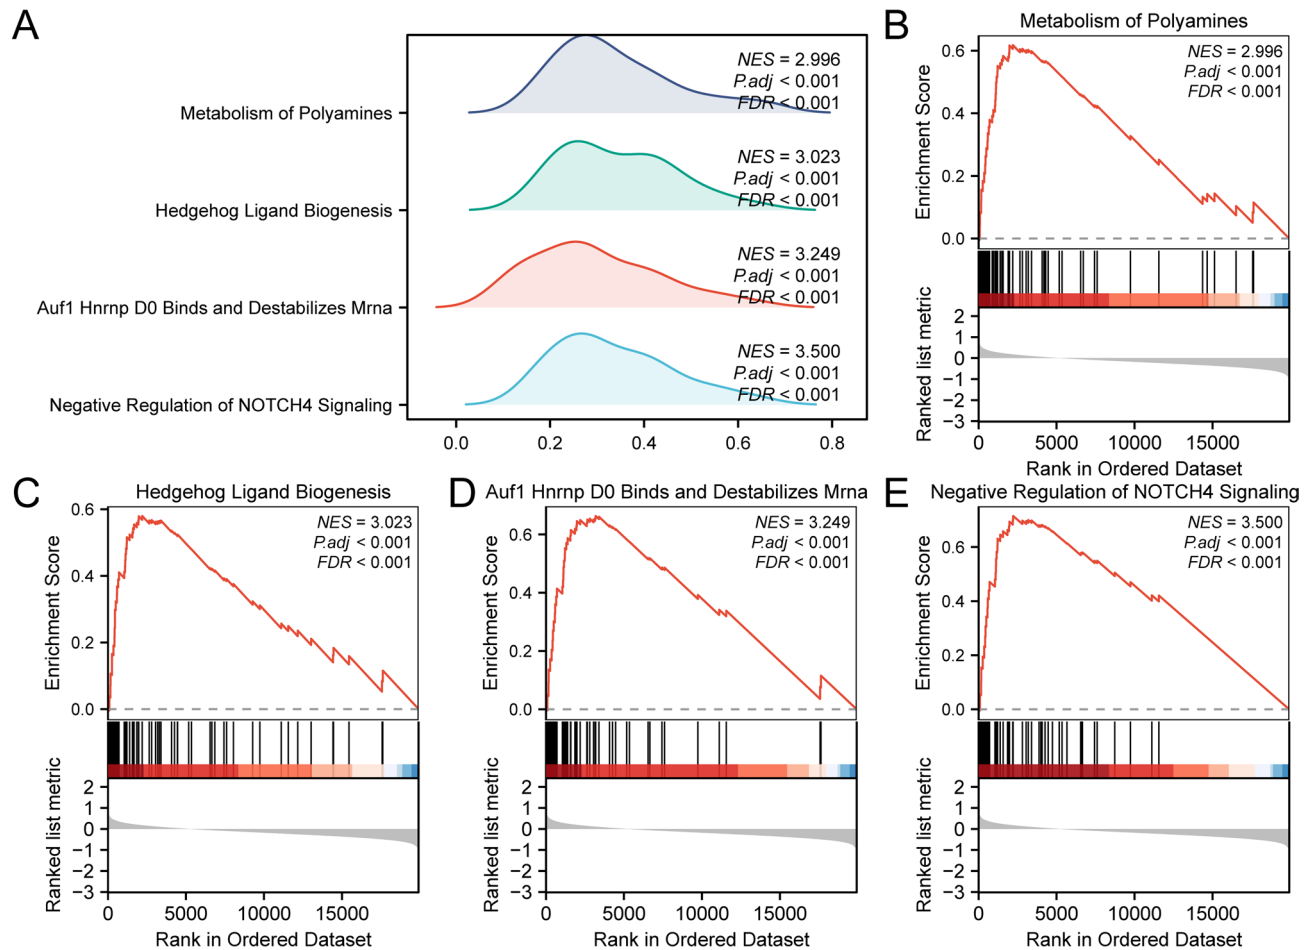 A
Metabolism of Polyamines
NES = 2.996
P.adj < 0.001
FDR < 0.001
Hedgehog Ligand Biogenesis
NES = 3.023
P.adj < 0.001
FDR < 0.001
Auf1 Hnrnp D0 Binds and Destabilizes Mrna
NES = 3.249
P.adj < 0.001
FDR < 0.001
Negative Regulation of NOTCH4 Signaling
NES = 3.500
P.adj < 0.001
FDR < 0.001
0.0 0.2 0.4 0.6 0.8
B
Metabolism of Polyamines
NES = 2.996
P.adj < 0.001
FDR < 0.001
Enrichment Score
0.6
0.4
0.2
0.0
Ranked list metric
2
1
0
−1
−2
−3
0 5000 10000 15000
Rank in Ordered Dataset
C
Hedgehog Ligand Biogenesis
NES = 3.023
P.adj < 0.001
FDR < 0.001
Enrichment Score
0.6
0.4
0.2
0.0
Ranked list metric
2
1
0
−1
−2
−3
0 5000 10000 15000
Rank in Ordered Dataset
D
Auf1 Hnrnp D0 Binds and Destabilizes Mrna
NES = 3.249
P.adj < 0.001
FDR < 0.001
Enrichment Score
0.6
0.4
0.2
0.0
Ranked list metric
2
1
0
−1
−2
−3
0 5000 10000 15000
Rank in Ordered Dataset
E
Negative Regulation of NOTCH4 Signaling
NES = 3.500
P.adj < 0.001
FDR < 0.001
Enrichment Score
0.6
0.4
0.2
0.0
Ranked list metric
2
1
0
−1
−2
−3
0 5000 10000 15000
Rank in Ordered Dataset